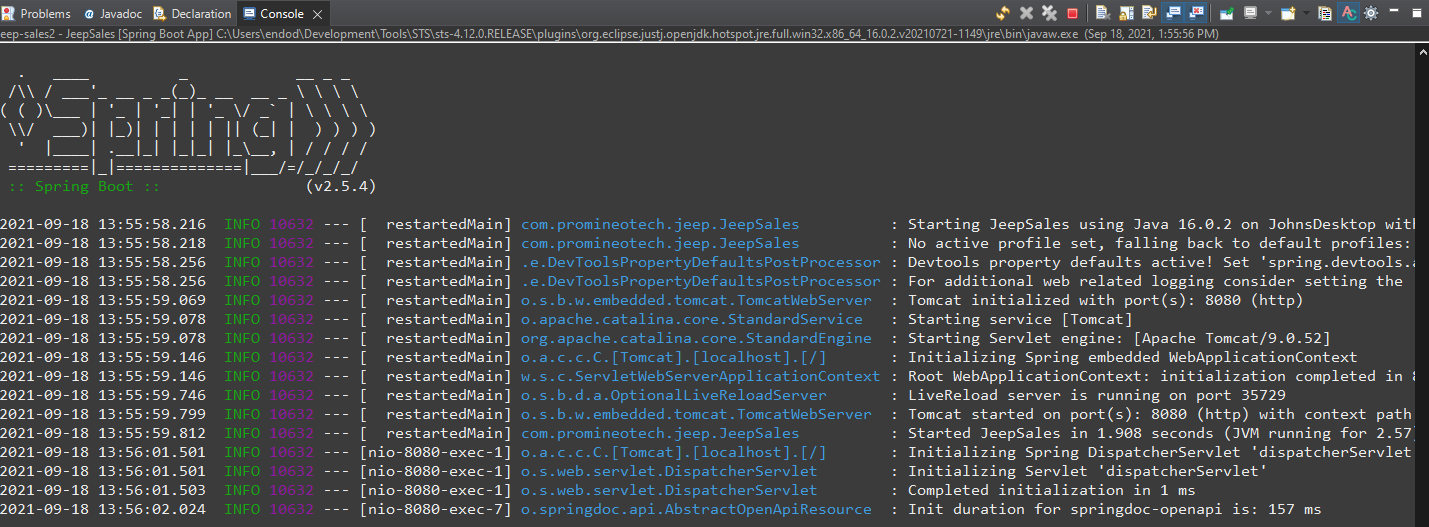 Problems Javadoc Declaration Console
eep-sales2 - JeepSales [Spring Boot App] C:\Users\endod\Development\Tools\STS\sts-4.12.0.RELEASE\plugins\org.eclipse.justj.openjdk.hotspot.jre.full.win32.x86_64_16.0.2.v20210721-1149\jre\bin\javaw.exe (Sep 18, 2021, 1:55:56 PM)
  .   ____          _            __ _ _
 /\\ / ___'_ __ _ _(_)_ __  __ _ \ \ \ \
( ( )\___ | '_ | '_| | '_ \/ _` | \ \ \ \
 \\/  ___)| |_)| | | | | || (_| |  ) ) ) )
  '  |____| .__|_| |_|_| |_\__, | / / / /
 =========|_|==============|___/=/_/_/_/
 :: Spring Boot ::                (v2.5.4)
2021-09-18 13:55:58.216  INFO 10632 --- [  restartedMain] com.promineotech.jeep.JeepSales          : Starting JeepSales using Java 16.0.2 on JohnsDesktop with
2021-09-18 13:55:58.218  INFO 10632 --- [  restartedMain] com.promineotech.jeep.JeepSales          : No active profile set, falling back to default profiles:
2021-09-18 13:55:58.256  INFO 10632 --- [  restartedMain] .e.DevToolsPropertyDefaultsPostProcessor : Devtools property defaults active! Set 'spring.devtools.a
2021-09-18 13:55:58.256  INFO 10632 --- [  restartedMain] .e.DevToolsPropertyDefaultsPostProcessor : For additional web related logging consider setting the
2021-09-18 13:55:59.069  INFO 10632 --- [  restartedMain] o.s.b.w.embedded.tomcat.TomcatWebServer  : Tomcat initialized with port(s): 8080 (http)
2021-09-18 13:55:59.078  INFO 10632 --- [  restartedMain] o.apache.catalina.core.StandardService   : Starting service [Tomcat]
2021-09-18 13:55:59.078  INFO 10632 --- [  restartedMain] org.apache.catalina.core.StandardEngine  : Starting Servlet engine: [Apache Tomcat/9.0.52]
2021-09-18 13:55:59.146  INFO 10632 --- [  restartedMain] o.a.c.c.C.[Tomcat].[localhost].[/]       : Initializing Spring embedded WebApplicationContext
2021-09-18 13:55:59.146  INFO 10632 --- [  restartedMain] w.s.c.ServletWebServerApplicationContext : Root WebApplicationContext: initialization completed in 8
2021-09-18 13:55:59.746  INFO 10632 --- [  restartedMain] o.s.b.d.a.OptionalLiveReloadServer       : LiveReload server is running on port 35729
2021-09-18 13:55:59.799  INFO 10632 --- [  restartedMain] o.s.b.w.embedded.tomcat.TomcatWebServer  : Tomcat started on port(s): 8080 (http) with context path
2021-09-18 13:55:59.812  INFO 10632 --- [  restartedMain] com.promineotech.jeep.JeepSales          : Started JeepSales in 1.908 seconds (JVM running for 2.57
2021-09-18 13:56:01.501  INFO 10632 --- [nio-8080-exec-1] o.a.c.c.C.[Tomcat].[localhost].[/]       : Initializing Spring DispatcherServlet 'dispatcherServlet
2021-09-18 13:56:01.501  INFO 10632 --- [nio-8080-exec-1] o.s.web.servlet.DispatcherServlet        : Initializing Servlet 'dispatcherServlet'
2021-09-18 13:56:01.503  INFO 10632 --- [nio-8080-exec-1] o.s.web.servlet.DispatcherServlet        : Completed initialization in 1 ms
2021-09-18 13:56:02.024  INFO 10632 --- [nio-8080-exec-7] o.springdoc.api.AbstractOpenApiResource  : Init duration for springdoc-openapi is: 157 ms